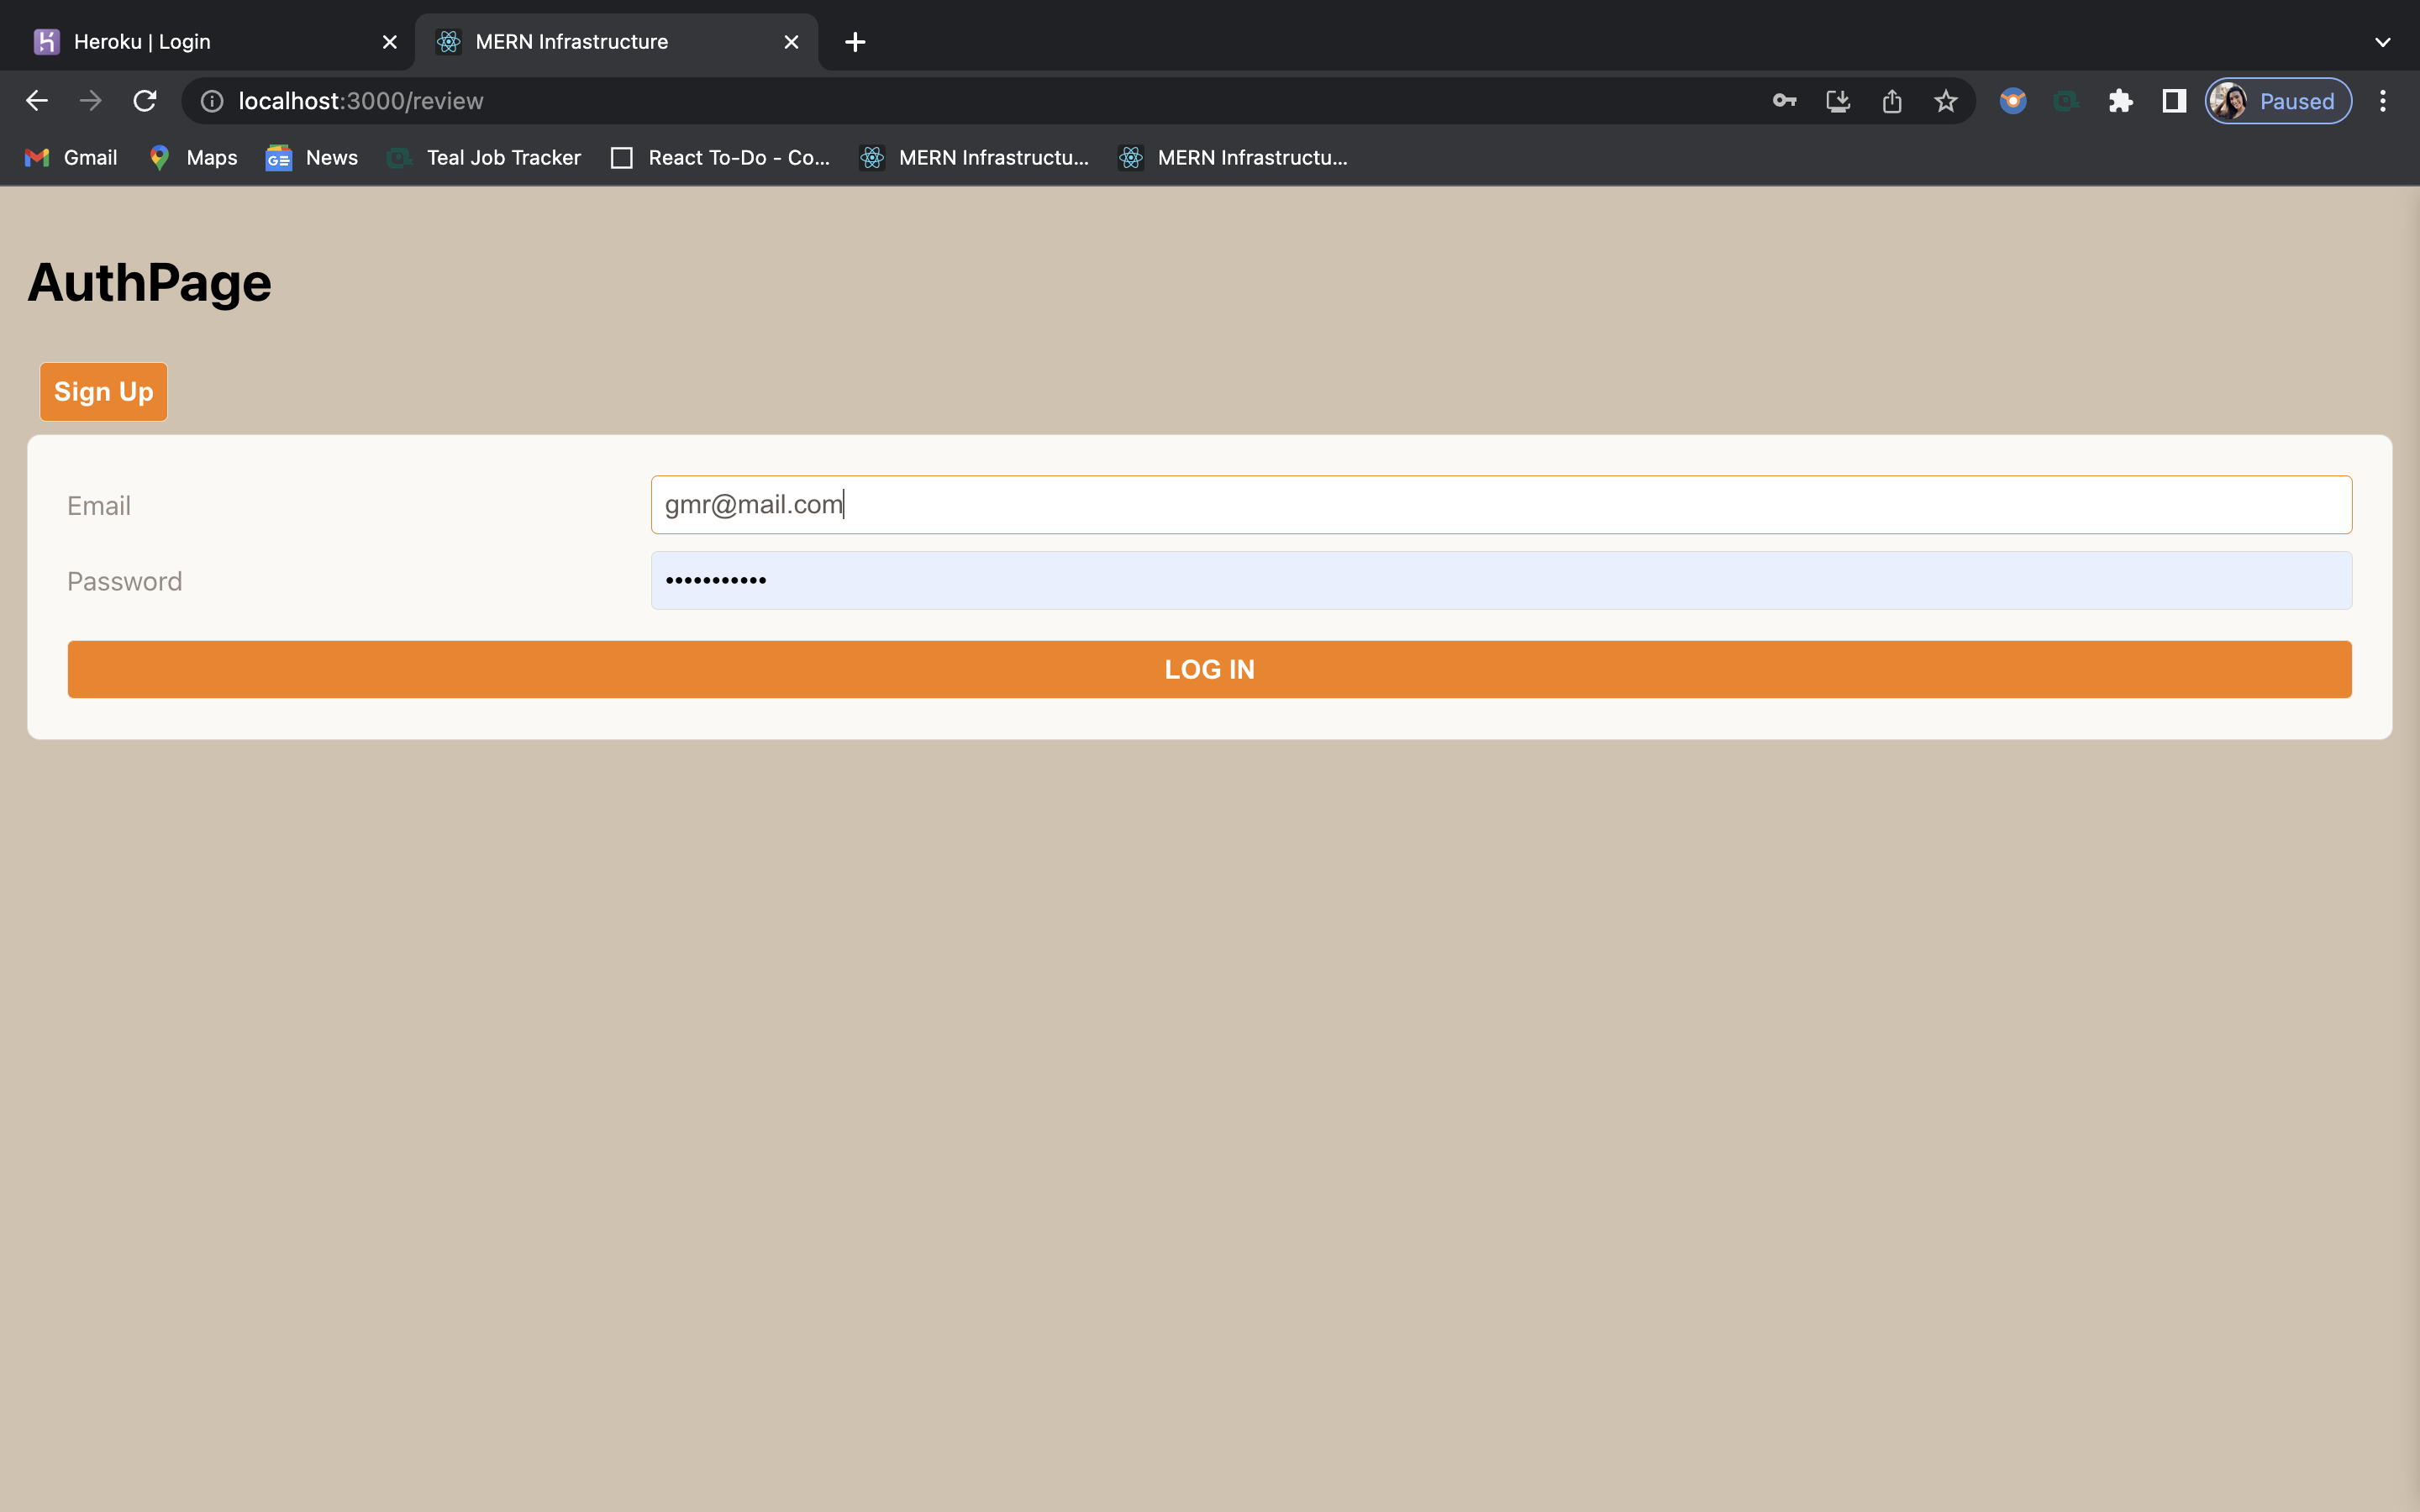 Heroku | Login
MERN Infrastructure
localhost:3000/review
Paused
Gmail
Maps
News
Teal Job Tracker
React To-Do - Co...
MERN Infrastructu...
MERN Infrastructu...
AuthPage
Sign Up
Email
gmr@mail.com
Password
•••••••••••
LOG IN